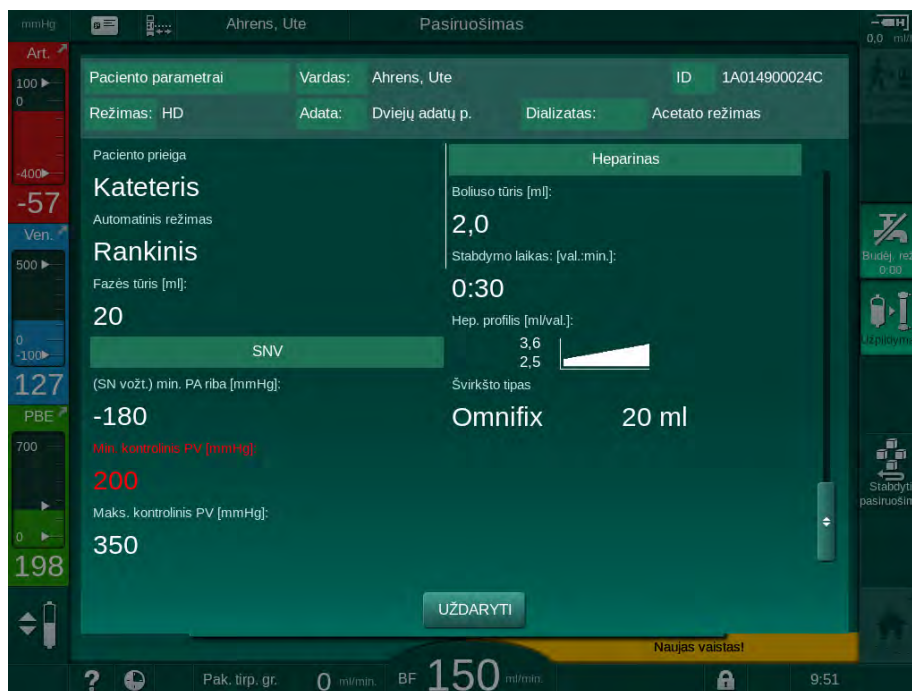 mmHg
Ahrens, Ute
Pasiruošimas
0,0 ml/
Art.
100
0
-400
-57
Ven.
500
0
-100
127
PBE
700
0
198
Paciento parametrai
Vardas: Ahrens, Ute
ID 1A014900024C
Režimas: HD
Adata: Dviejų adatų p.
Dializatas: Acetato režimas
Paciento prieiga
Kateteris
Automatinis režimas
Rankinis
Fazės tūris [ml]:
20
SNV
(SN vožt.) min. PA riba [mmHg]:
-180
Min. kontrolinis PV [mmHg]:
200
Maks. kontrolinis PV [mmHg]:
350
Heparinas
Boliuso tūris [ml]:
2,0
Stabdymo laikas: [val.:min.]:
0:30
Hep. profilis [ml/val.]:
3,6
2,5
Švirkšto tipas
Omnifix 20 ml
UŽDARYTI
Budėj. rež
0:00
Užpildym
Stabdyti
pasiruošim
Naujas vaistas!
? Pak. tirp. gr. 0 ml/min. BF 150 ml/min. 9:51